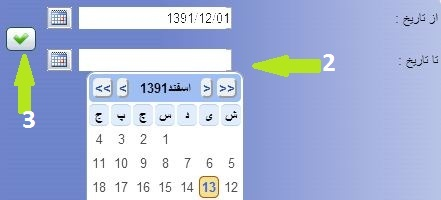 از تاریخ : 1391/12/01
تا تاریخ : 2
3
<< < اسفند1391 > >>
ش ی د س چ پ ج
1 2 3 4
5 6 7 8 9 10 11
12 13 14 15 16 17 18